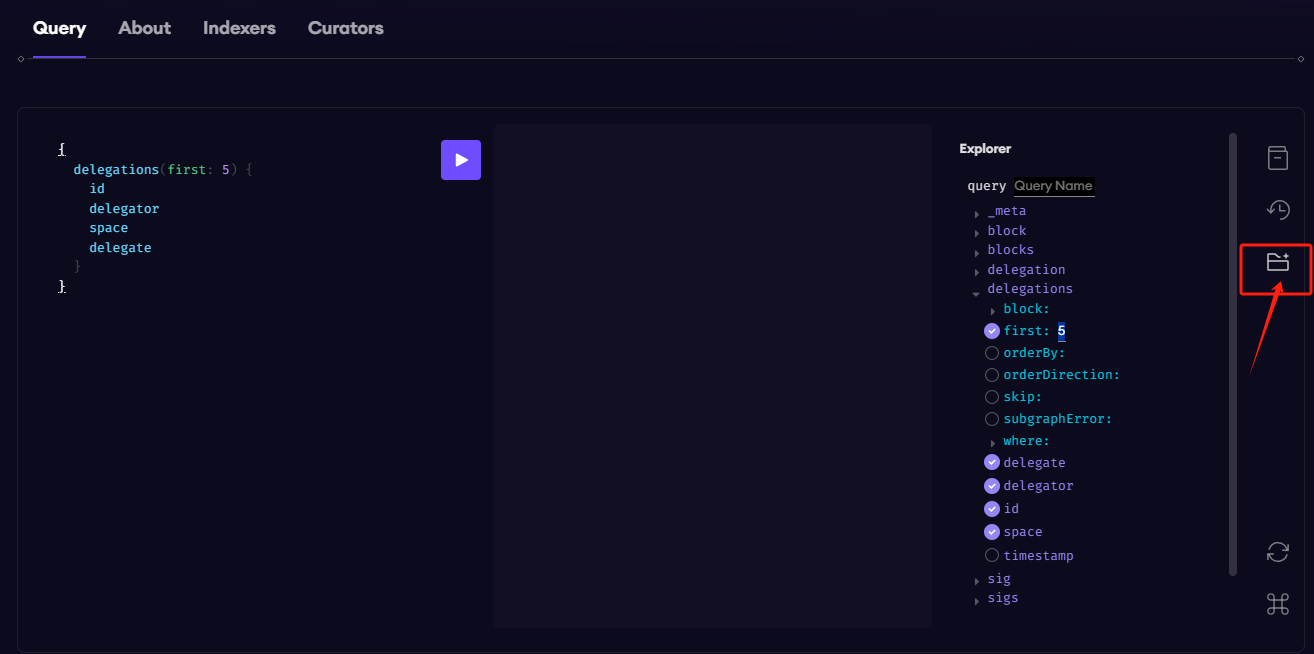 Query About Indexers Curators
{
delegations(first: 5) {
id
delegator
space
delegate
}
}
Explorer
query Query Name
_meta
block
blocks
delegation
delegations
block:
first: 5
orderBy:
orderDirection:
skip:
subgraphError:
where:
delegate
delegator
id
space
timestamp
sig
sigs